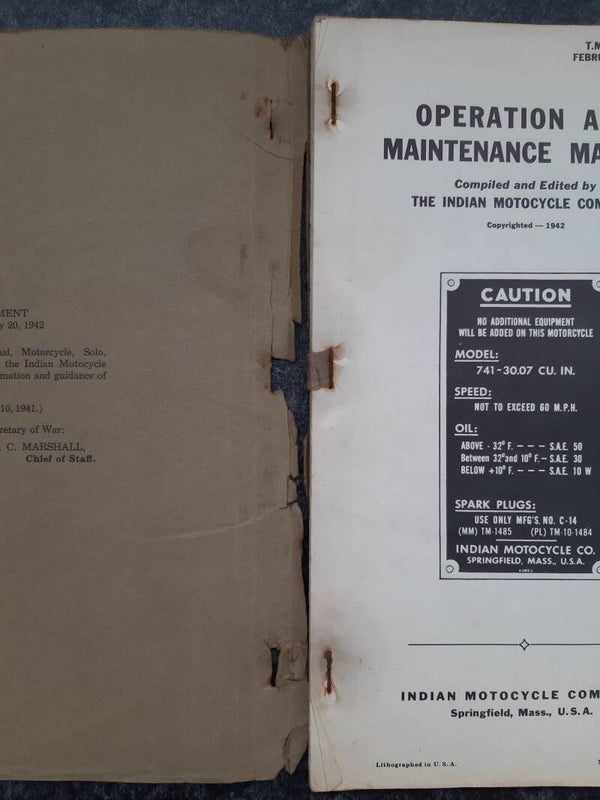 MENT
y 20, 1942
al, Motorcycle, Solo,
the Indian Motocycle
mation and guidance of
10, 1941.)
retary of War:
C. MARSHALL,
Chief of Staff.
T.M
FEBRU
OPERATION A
MAINTENANCE MA
Compiled and Edited by
THE INDIAN MOTOCYCLE COM
Copyrighted — 1942
CAUTION
NO ADDITIONAL EQUIPMENT
WILL BE ADDED ON THIS MOTORCYCLE
MODEL:
741-30.07 CU. IN.
SPEED:
NOT TO EXCEED 60 M.P.H.
OIL:
ABOVE - 32° F. - - - S.A.E. 50
Between 32° and 10° F. - S.A.E. 30
BELOW +10° F. - - - S.A.E. 10 W
SPARK PLUGS:
USE ONLY MFG'S. NO. C-14
(MM) TM-1485 (PL) TM-10-1484
INDIAN MOTOCYCLE CO.
SPRINGFIELD, MASS., U.S.A.
INDIAN MOTOCYCLE COM
Springfield, Mass., U.S.A.
Lithographed in U. S. A.